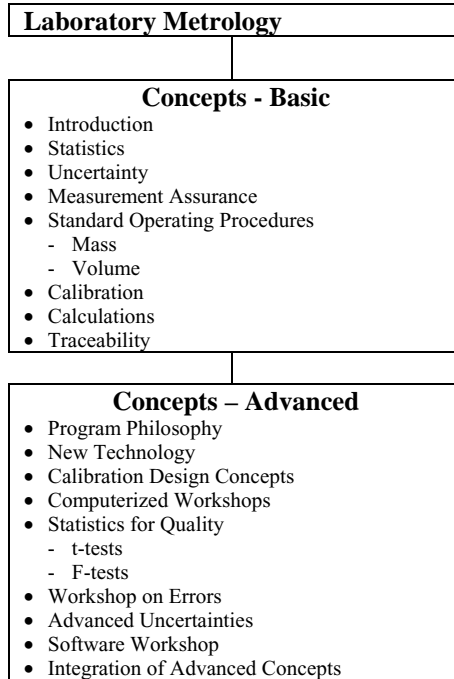 Laboratory Metrology
Concepts - Basic
• Introduction
• Statistics
• Uncertainty
• Measurement Assurance
• Standard Operating Procedures
- Mass
- Volume
• Calibration
• Calculations
• Traceability
Concepts – Advanced
• Program Philosophy
• New Technology
• Calibration Design Concepts
• Computerized Workshops
• Statistics for Quality
- t-tests
- F-tests
• Workshop on Errors
• Advanced Uncertainties
• Software Workshop
• Integration of Advanced Concepts